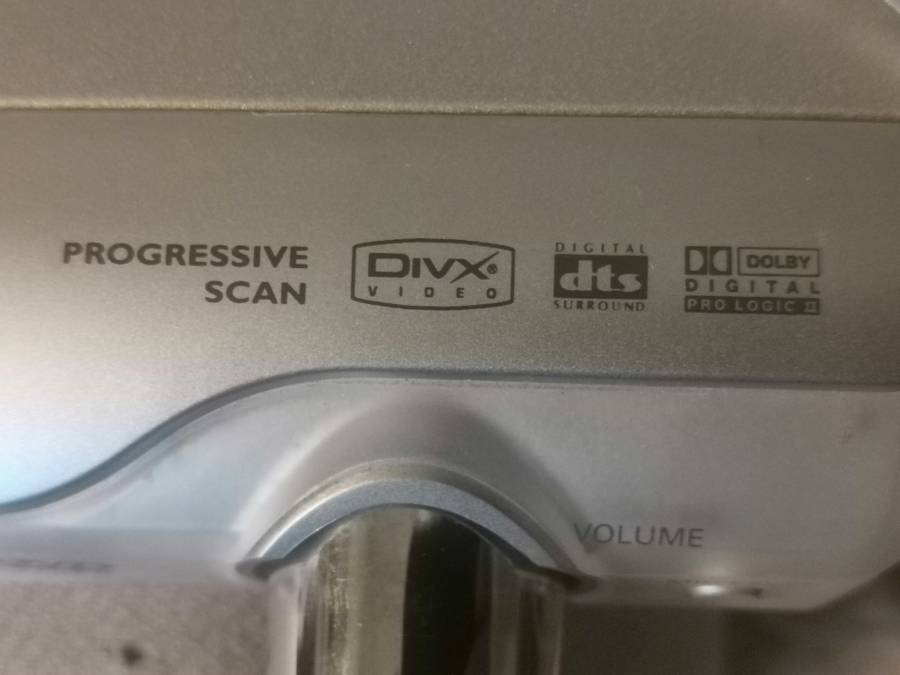 PROGRESSIVE
SCAN
DIVX®
VIDEO
DIGITAL
dts
SURROUND
DOLBY
DIGITAL
PRO LOGIC II
VOLUME